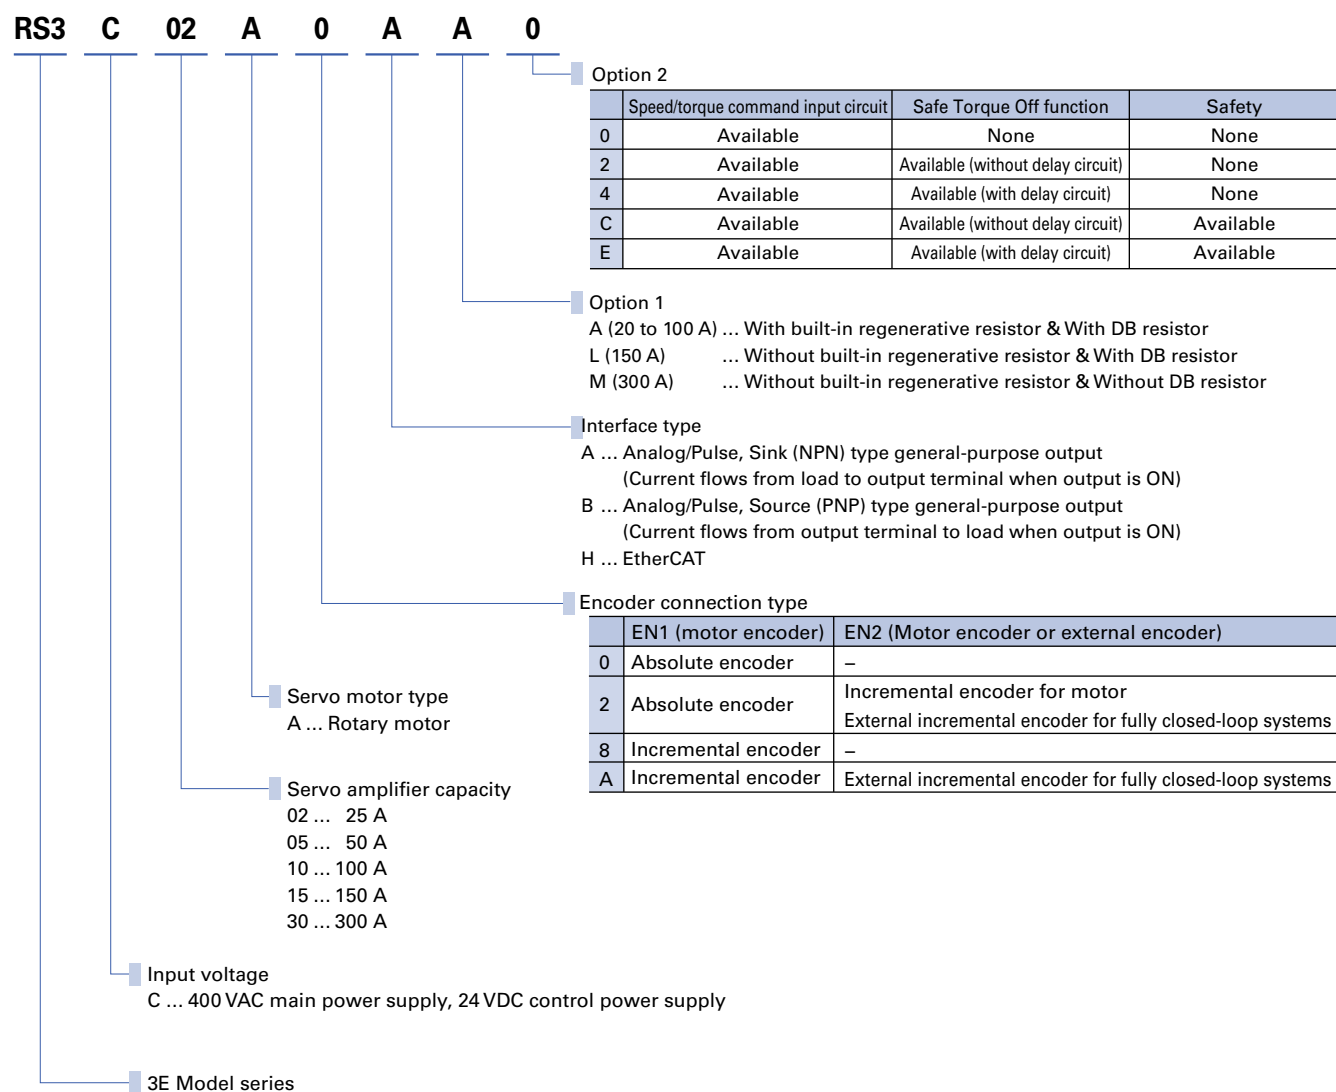 RS3 C 02 A 0 A A 0
Option 2
Speed/torque command input circuit Safe Torque Off function Safety
0 Available None None
2 Available Available (without delay circuit) None
4 Available Available (with delay circuit) None
C Available Available (without delay circuit) Available
E Available Available (with delay circuit) Available
Option 1
A (20 to 100 A) ... With built-in regenerative resistor & With DB resistor
L (150 A) ... Without built-in regenerative resistor & With DB resistor
M (300 A) ... Without built-in regenerative resistor & Without DB resistor
Interface type
A ... Analog/Pulse, Sink (NPN) type general-purpose output
(Current flows from load to output terminal when output is ON)
B ... Analog/Pulse, Source (PNP) type general-purpose output
(Current flows from output terminal to load when output is ON)
H ... EtherCAT
Encoder connection type
EN1 (motor encoder) EN2 (Motor encoder or external encoder)
0 Absolute encoder –
2 Absolute encoder Incremental encoder for motor
External incremental encoder for fully closed-loop systems
8 Incremental encoder –
A Incremental encoder External incremental encoder for fully closed-loop systems
Servo motor type
A ... Rotary motor
Servo amplifier capacity
02 ... 25 A
05 ... 50 A
10 ... 100 A
15 ... 150 A
30 ... 300 A
Input voltage
C ... 400 VAC main power supply, 24 VDC control power supply
3E Model series